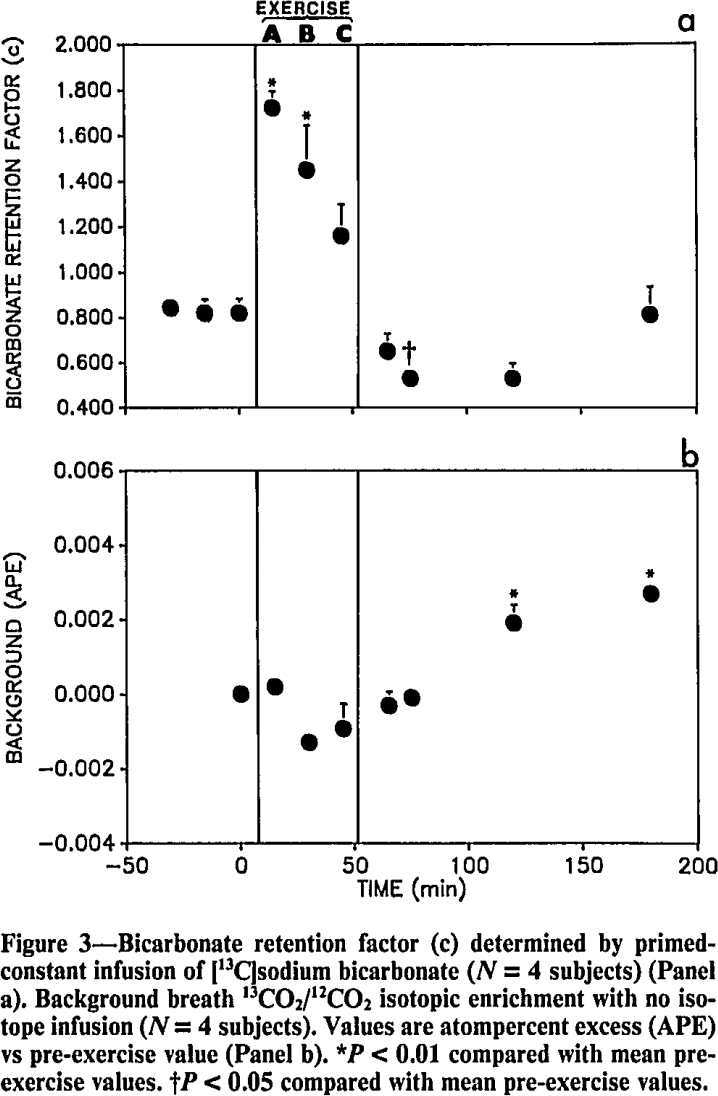 EXERCISE
A B C
a
2.000
1.800
1.600
1.400
1.200
1.000
0.800
0.600
0.400
BICARBONATE RETENTION FACTOR (c)
*
*
†
b
0.006
0.004
0.002
0.000
−0.002
−0.004
BACKGROUND (APE)
*
*
−50 0 50 100 150 200
TIME (min)
Figure 3—Bicarbonate retention factor (c) determined by primed-
constant infusion of [¹³C]sodium bicarbonate (N = 4 subjects) (Panel
a). Background breath ¹³CO₂/¹²CO₂ isotopic enrichment with no iso-
tope infusion (N = 4 subjects). Values are atompercent excess (APE)
vs pre-exercise value (Panel b). *P < 0.01 compared with mean pre-
exercise values. †P < 0.05 compared with mean pre-exercise values.